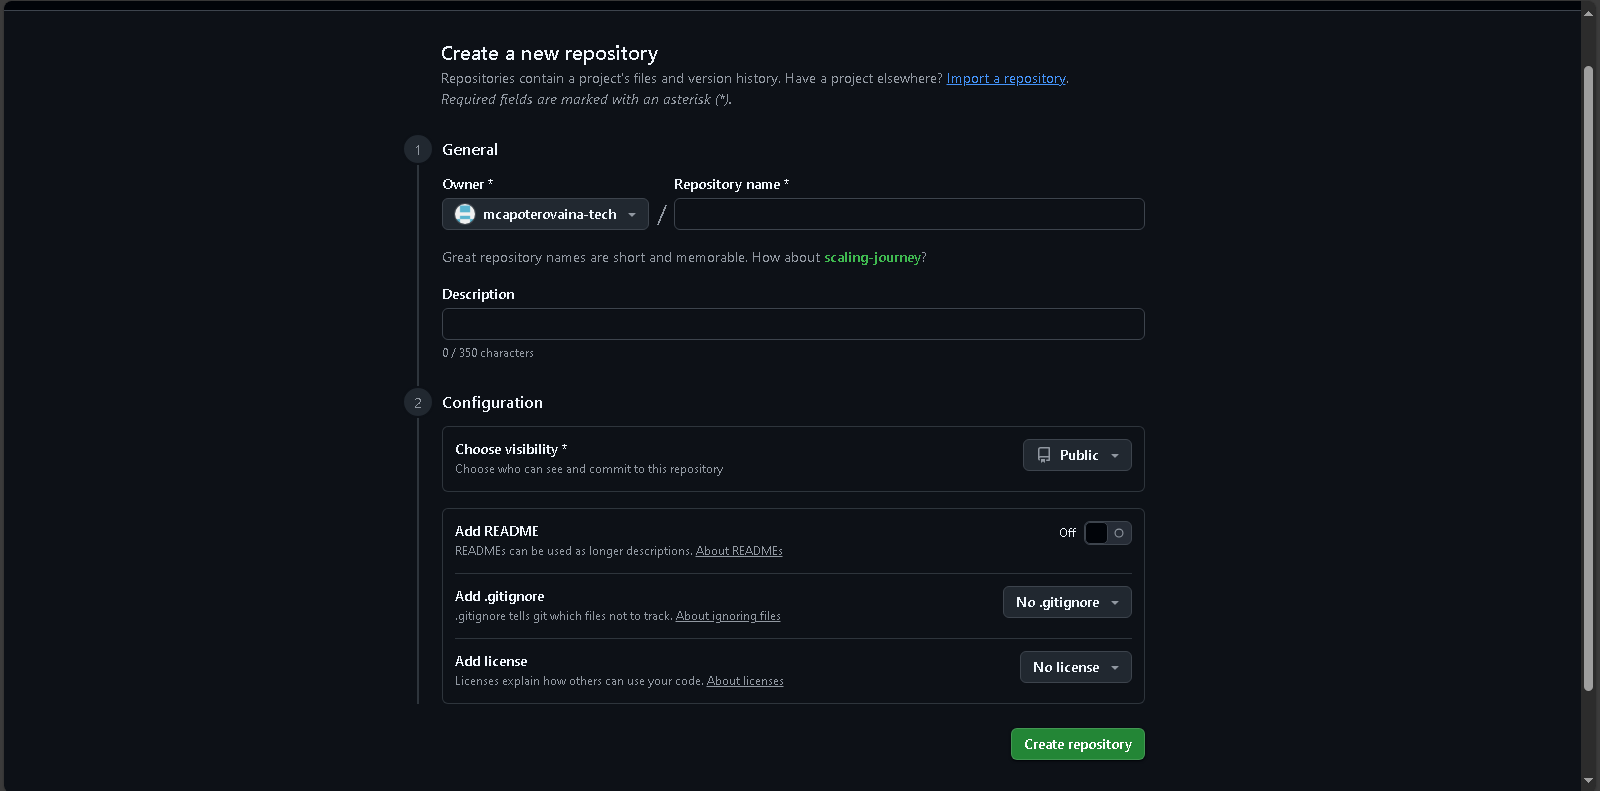 Create a new repository
Repositories contain a project's files and version history. Have a project elsewhere? Import a repository.
Required fields are marked with an asterisk (*).
1 General
Owner * Repository name *
mcapoterovaina-tech /
Great repository names are short and memorable. How about scaling-journey?
Description
0 / 350 characters
2 Configuration
Choose visibility *
Choose who can see and commit to this repository
Public
Add README
READMEs can be used as longer descriptions. About READMEs
Off
Add .gitignore
.gitignore tells git which files not to track. About ignoring files
No .gitignore
Add license
Licenses explain how others can use your code. About licenses
No license
Create repository